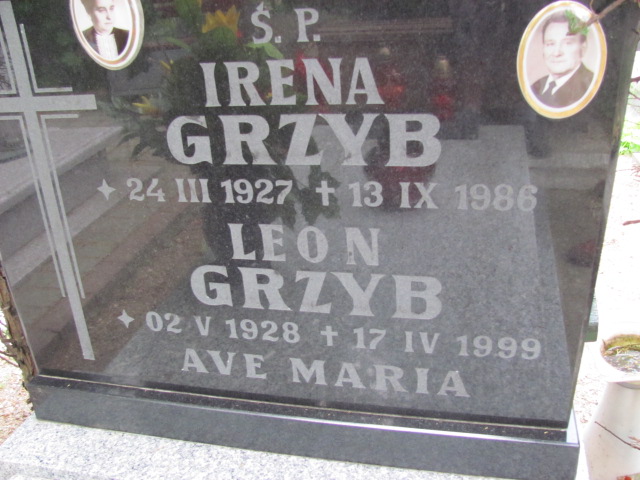 Ś. P.
IRENA
GRZYB
✦ 24 III 1927 ✝ 13 IX 1986
LEON
GRZYB
✦ 02 V 1928 ✝ 17 IV 1999
AVE MARIA